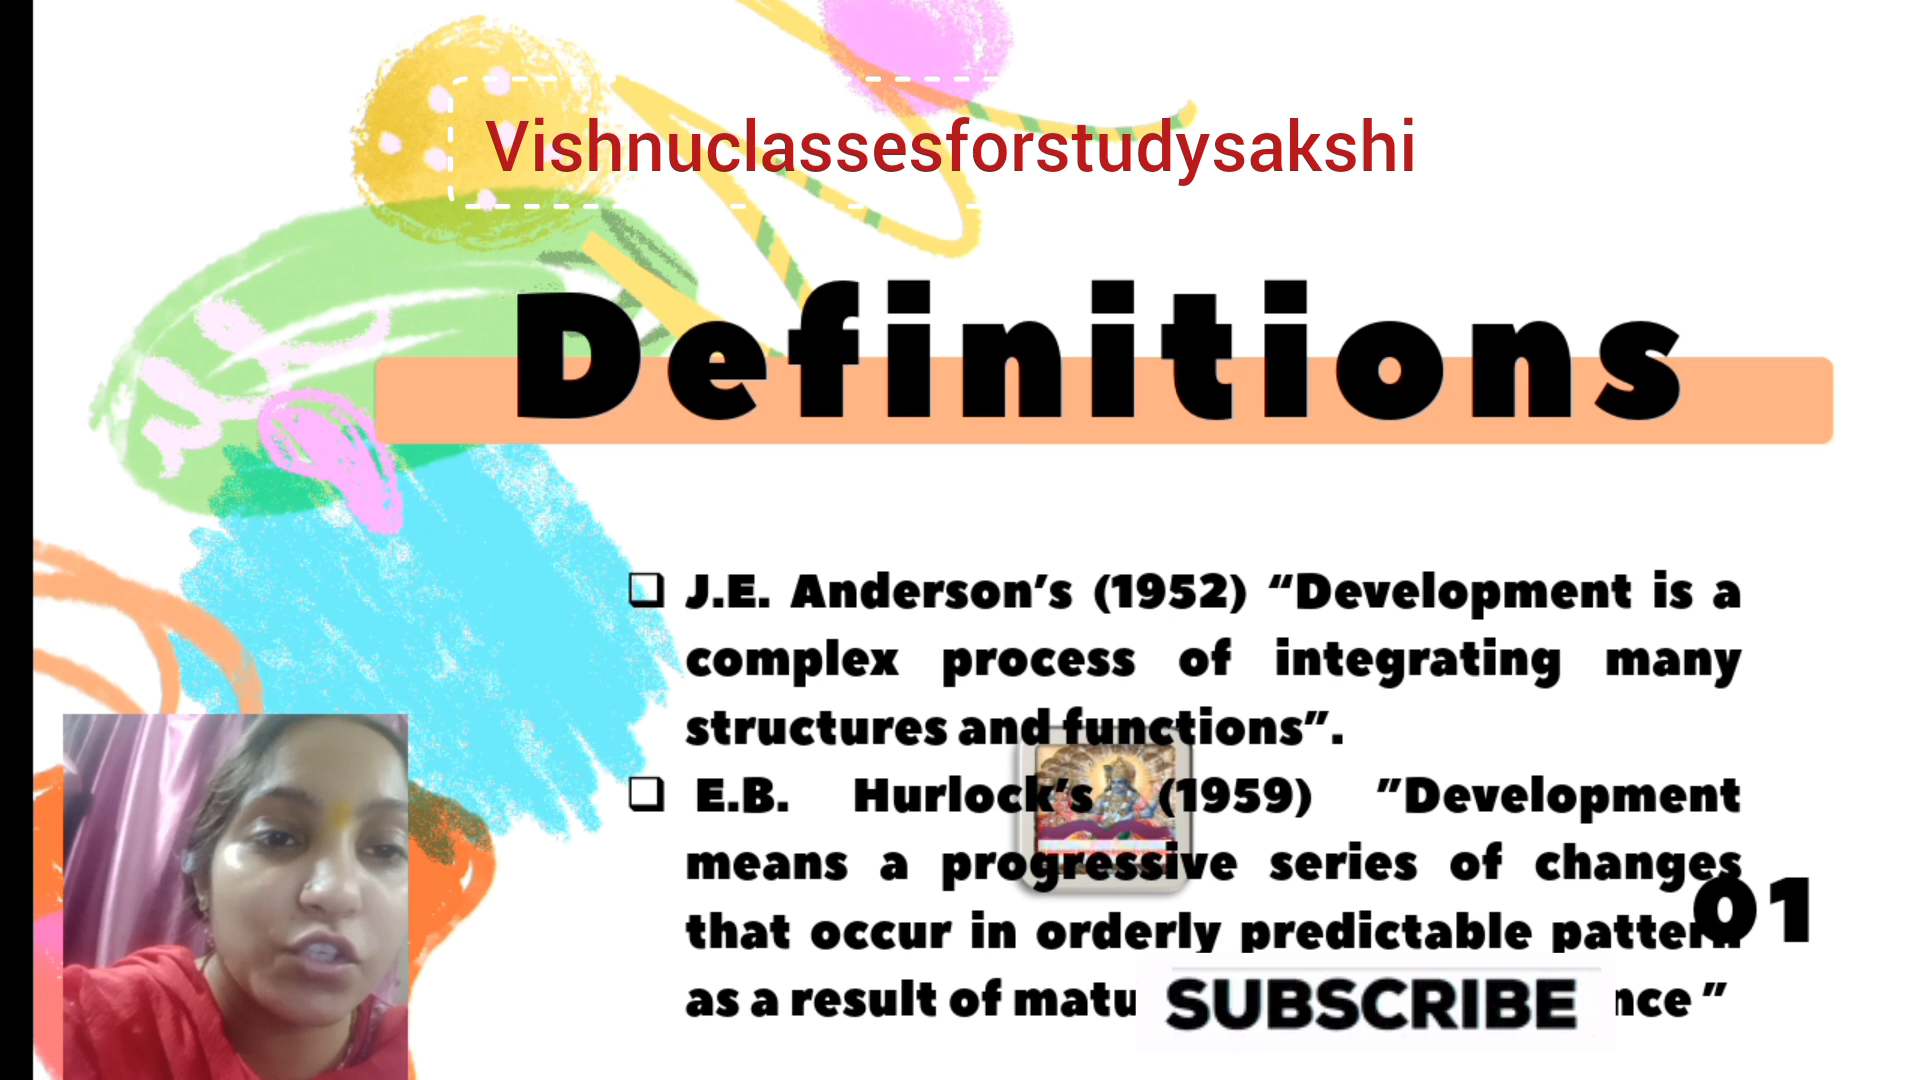 Vishnuclassesforstudysakshi
Definitions
❑ J.E. Anderson’s (1952) “Development is a
complex process of integrating many
structures and functions”.
❑ E.B. Hurlock’s (1959) ”Development
means a progressive series of changes
that occur in orderly predictable pattern
01
as a result of matu
SUBSCRIBE
nce ”